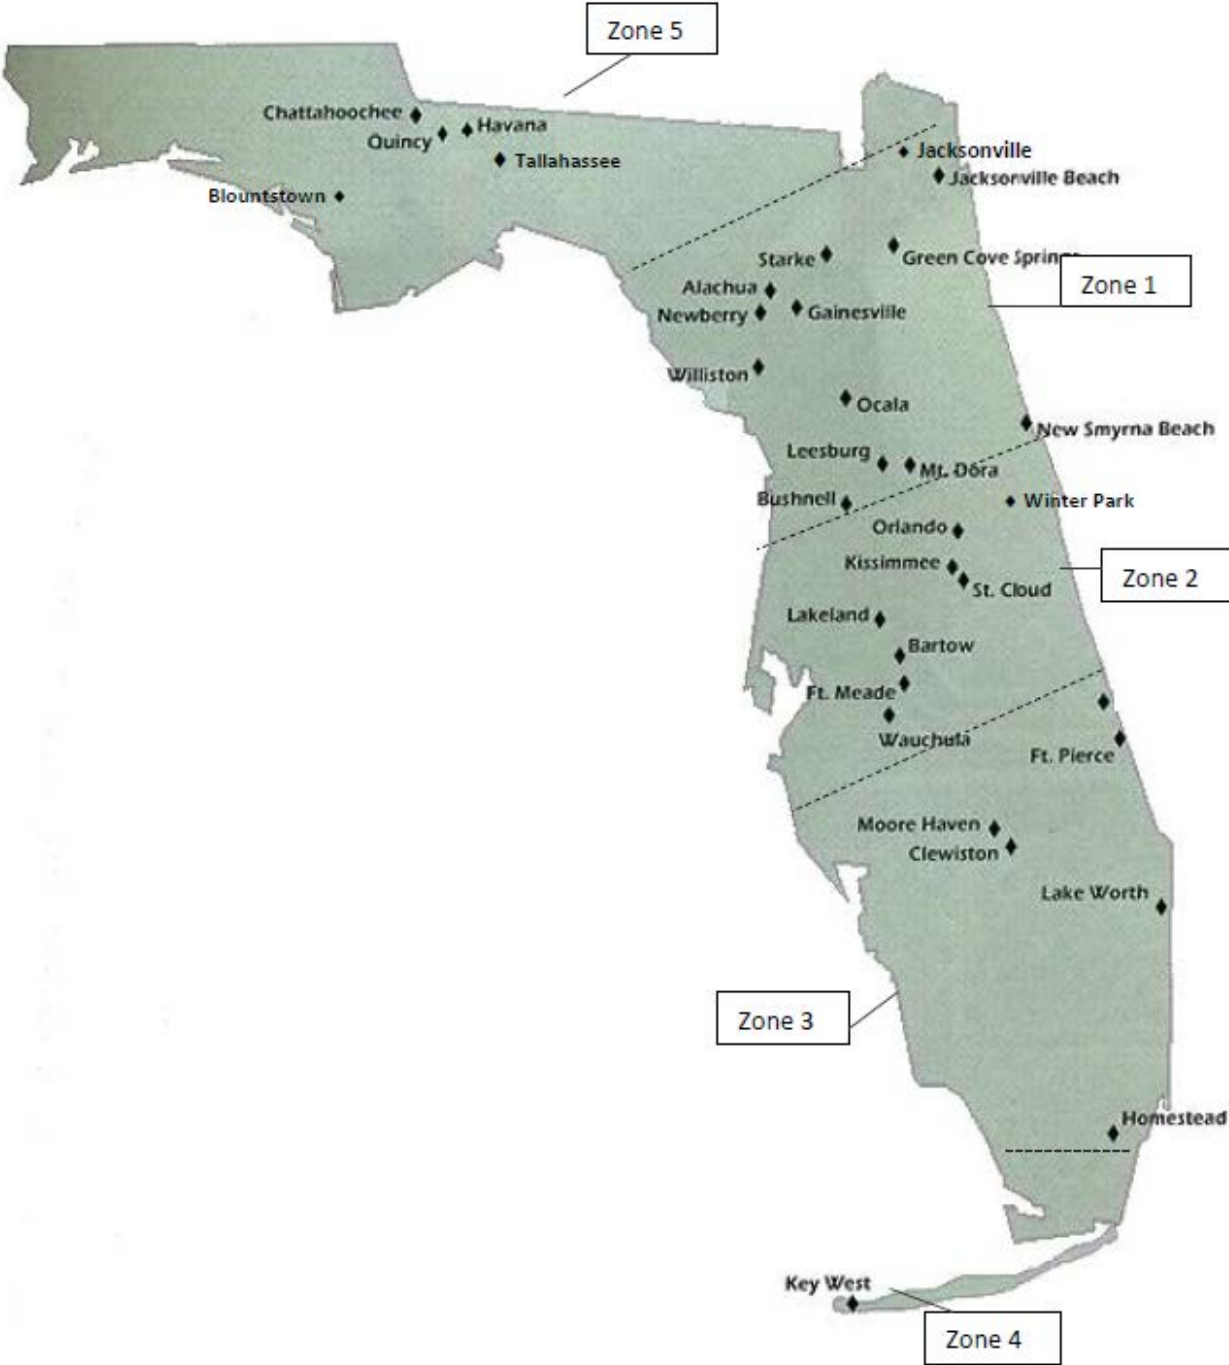 Zone 5
Chattahoochee
Havana
Quincy
Tallahassee
Jacksonville
Jacksonville Beach
Blountstown
Starke
Green Cove Springs
Zone 1
Alachua
Newberry
Gainesville
Williston
Ocala
New Smyrna Beach
Leesburg
Mt. Dora
Bushnell
Winter Park
Orlando
Kissimmee
Zone 2
St. Cloud
Lakeland
Bartow
Ft. Meade
Wauchula
Ft. Pierce
Moore Haven
Clewiston
Lake Worth
Zone 3
Homestead
Key West
Zone 4